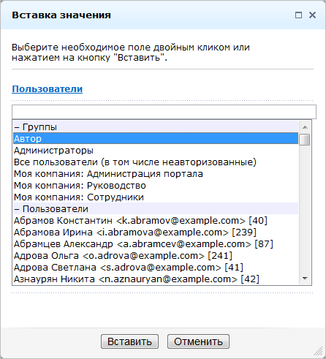 Вставка значения
Выберите необходимое поле двойным кликом или
нажатием на кнопку "Вставить".
Пользователи
– Группы
Автор
Администраторы
Все пользователи (в том числе неавторизованные)
Моя компания: Администрация портала
Моя компания: Руководство
Моя компания: Сотрудники
– Пользователи
Абрамов Константин <k.abramov@example.com> [40]
Абрамова Ирина <i.abramova@example.com> [239]
Абрамцев Александр <a.abramcev@example.com> [87]
Адрова Ольга <o.adrova@example.com> [241]
Адрова Светлана <s.adrova@example.com> [41]
Азнаурян Никита <n.aznauryan@example.com> [42]
Вставить Отменить